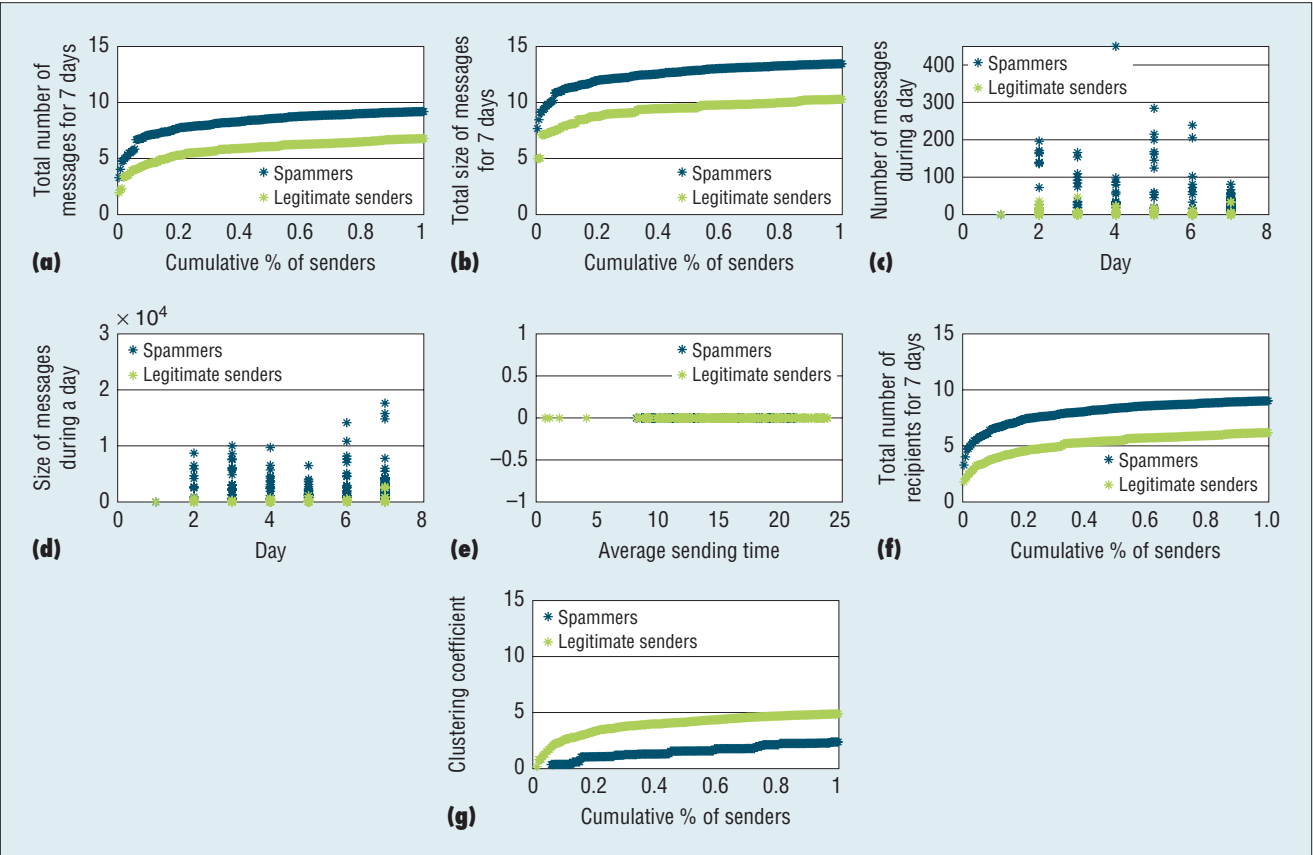 Total number of
messages for 7 days
15
10
5
0
Spammers
Legitimate senders
0 0.2 0.4 0.6 0.8 1
(a) Cumulative % of senders
Total size of messages
for 7 days
15
10
5
0
Spammers
Legitimate senders
0 0.2 0.4 0.6 0.8 1
(b) Cumulative % of senders
Number of messages
during a day
400
300
200
100
0
Spammers
Legitimate senders
0 2 4 6 8
(c) Day
Size of messages
during a day
× 10⁴
3
2
1
0
Spammers
Legitimate senders
0 2 4 6 8
(d) Day
1
0.5
0
−0.5
−1
Spammers
Legitimate senders
0 5 10 15 20 25
(e) Average sending time
Total number of
recipients for 7 days
15
10
5
0
Spammers
Legitimate senders
0 0.2 0.4 0.6 0.8 1.0
(f) Cumulative % of senders
Clustering coefficient
15
10
5
0
Spammers
Legitimate senders
0 0.2 0.4 0.6 0.8 1
(g) Cumulative % of senders